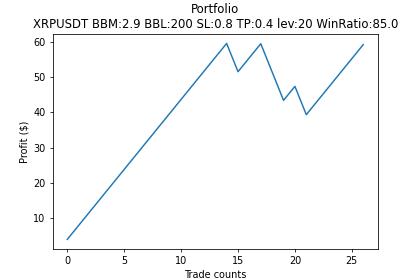 Portfolio
XRPUSDT BBM:2.9 BBL:200 SL:0.8 TP:0.4 lev:20 WinRatio:85.0
60
50
40
30
20
10
Profit ($)
0 5 10 15 20 25
Trade counts